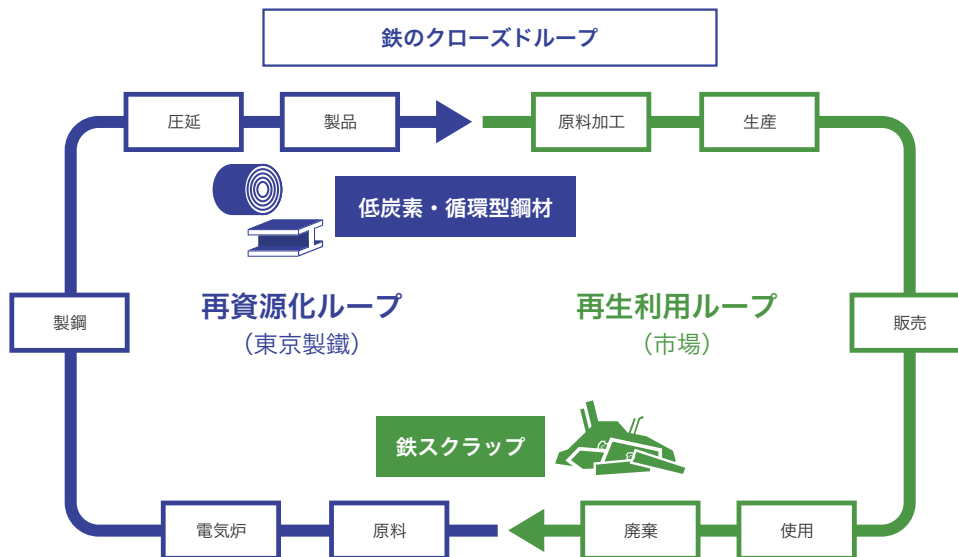 鉄のクローズドループ
圧延
製品
原料加工
生産
低炭素・循環型鋼材
再資源化ループ
（東京製鐵）
再生利用ループ
（市場）
製鋼
販売
鉄スクラップ
電気炉
原料
廃棄
使用